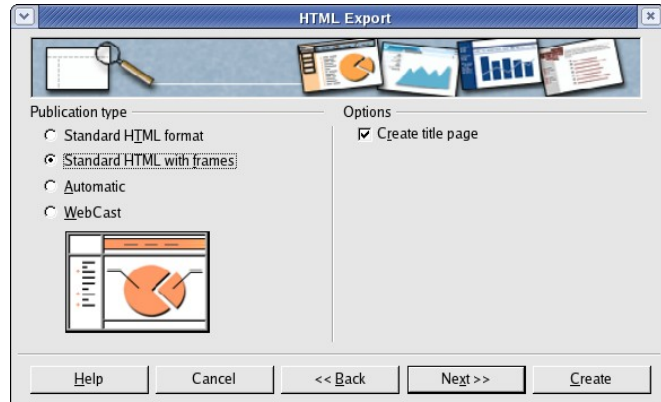 HTML Export
Publication type
Standard HTML format
Standard HTML with frames
Automatic
WebCast
Options
Create title page
Help
Cancel
<< Back
Next >>
Create